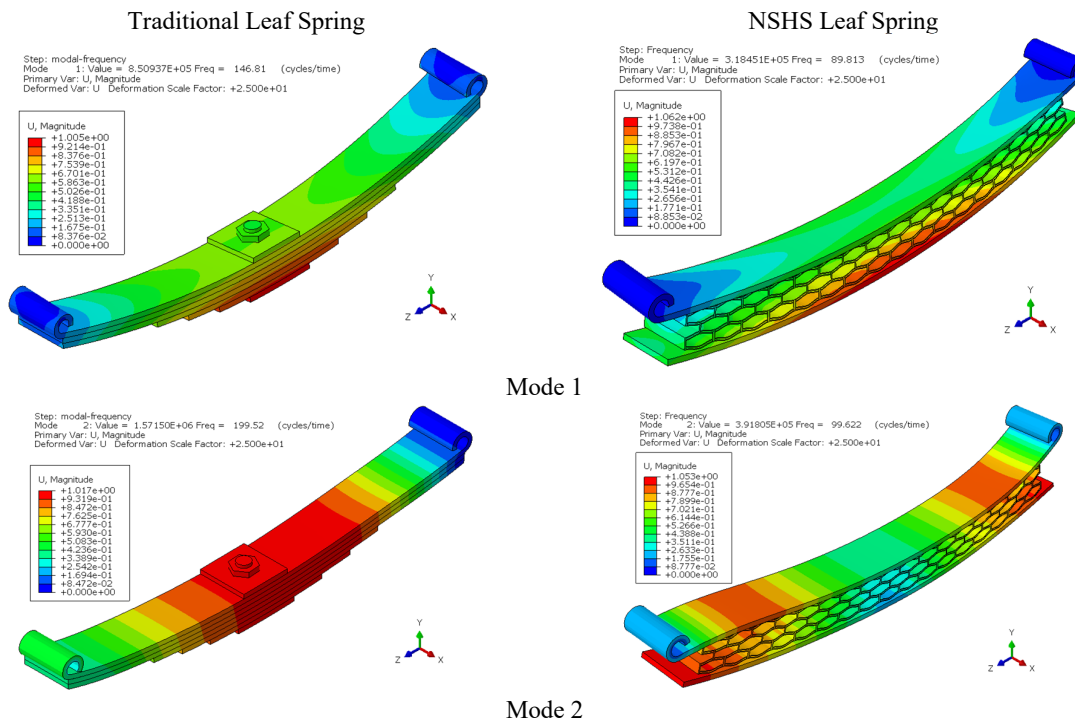 Traditional Leaf Spring
NSHS Leaf Spring
Step: modal-frequency
Mode 1: Value = 8.50937E+05 Freq = 146.81 (cycles/time)
Primary Var: U, Magnitude
Deformed Var: U Deformation Scale Factor: +2.500e+01
U, Magnitude
+1.005e+00
+9.214e-01
+8.376e-01
+7.539e-01
+6.701e-01
+5.863e-01
+5.026e-01
+4.188e-01
+3.351e-01
+2.513e-01
+1.675e-01
+8.376e-02
+0.000e+00
Y
Z
X
Step: Frequency
Mode 1: Value = 3.18451E+05 Freq = 89.813 (cycles/time)
Primary Var: U, Magnitude
Deformed Var: U Deformation Scale Factor: +2.500e+01
U, Magnitude
+1.062e+00
+9.738e-01
+8.853e-01
+7.967e-01
+7.082e-01
+6.197e-01
+5.312e-01
+4.426e-01
+3.541e-01
+2.656e-01
+1.771e-01
+8.853e-02
+0.000e+00
Y
Z
X
Mode 1
Step: modal-frequency
Mode 2: Value = 1.57150E+06 Freq = 199.52 (cycles/time)
Primary Var: U, Magnitude
Deformed Var: U Deformation Scale Factor: +2.500e+01
U, Magnitude
+1.017e+00
+9.319e-01
+8.472e-01
+7.625e-01
+6.777e-01
+5.930e-01
+5.083e-01
+4.236e-01
+3.389e-01
+2.542e-01
+1.694e-01
+8.472e-02
+0.000e+00
Y
Z
X
Step: Frequency
Mode 2: Value = 3.91805E+05 Freq = 99.622 (cycles/time)
Primary Var: U, Magnitude
Deformed Var: U Deformation Scale Factor: +2.500e+01
U, Magnitude
+1.053e+00
+9.654e-01
+8.777e-01
+7.899e-01
+7.021e-01
+6.144e-01
+5.266e-01
+4.388e-01
+3.511e-01
+2.633e-01
+1.755e-01
+8.777e-02
+0.000e+00
Y
Z
X
Mode 2